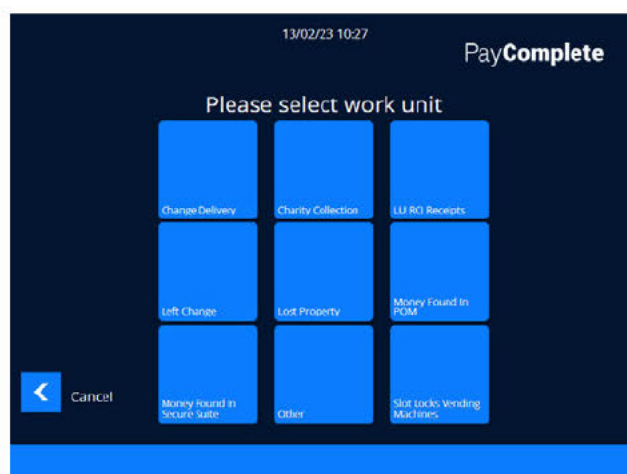 13/02/23 10:27
PayComplete
Please select work unit
Change Delivery
Charity Collection
LU RCI Receipts
Left Change
Lost Property
Money Found In
POM
Cancel
Money Found In
Secure Suite
Other
Slot Locks Vending
Machines